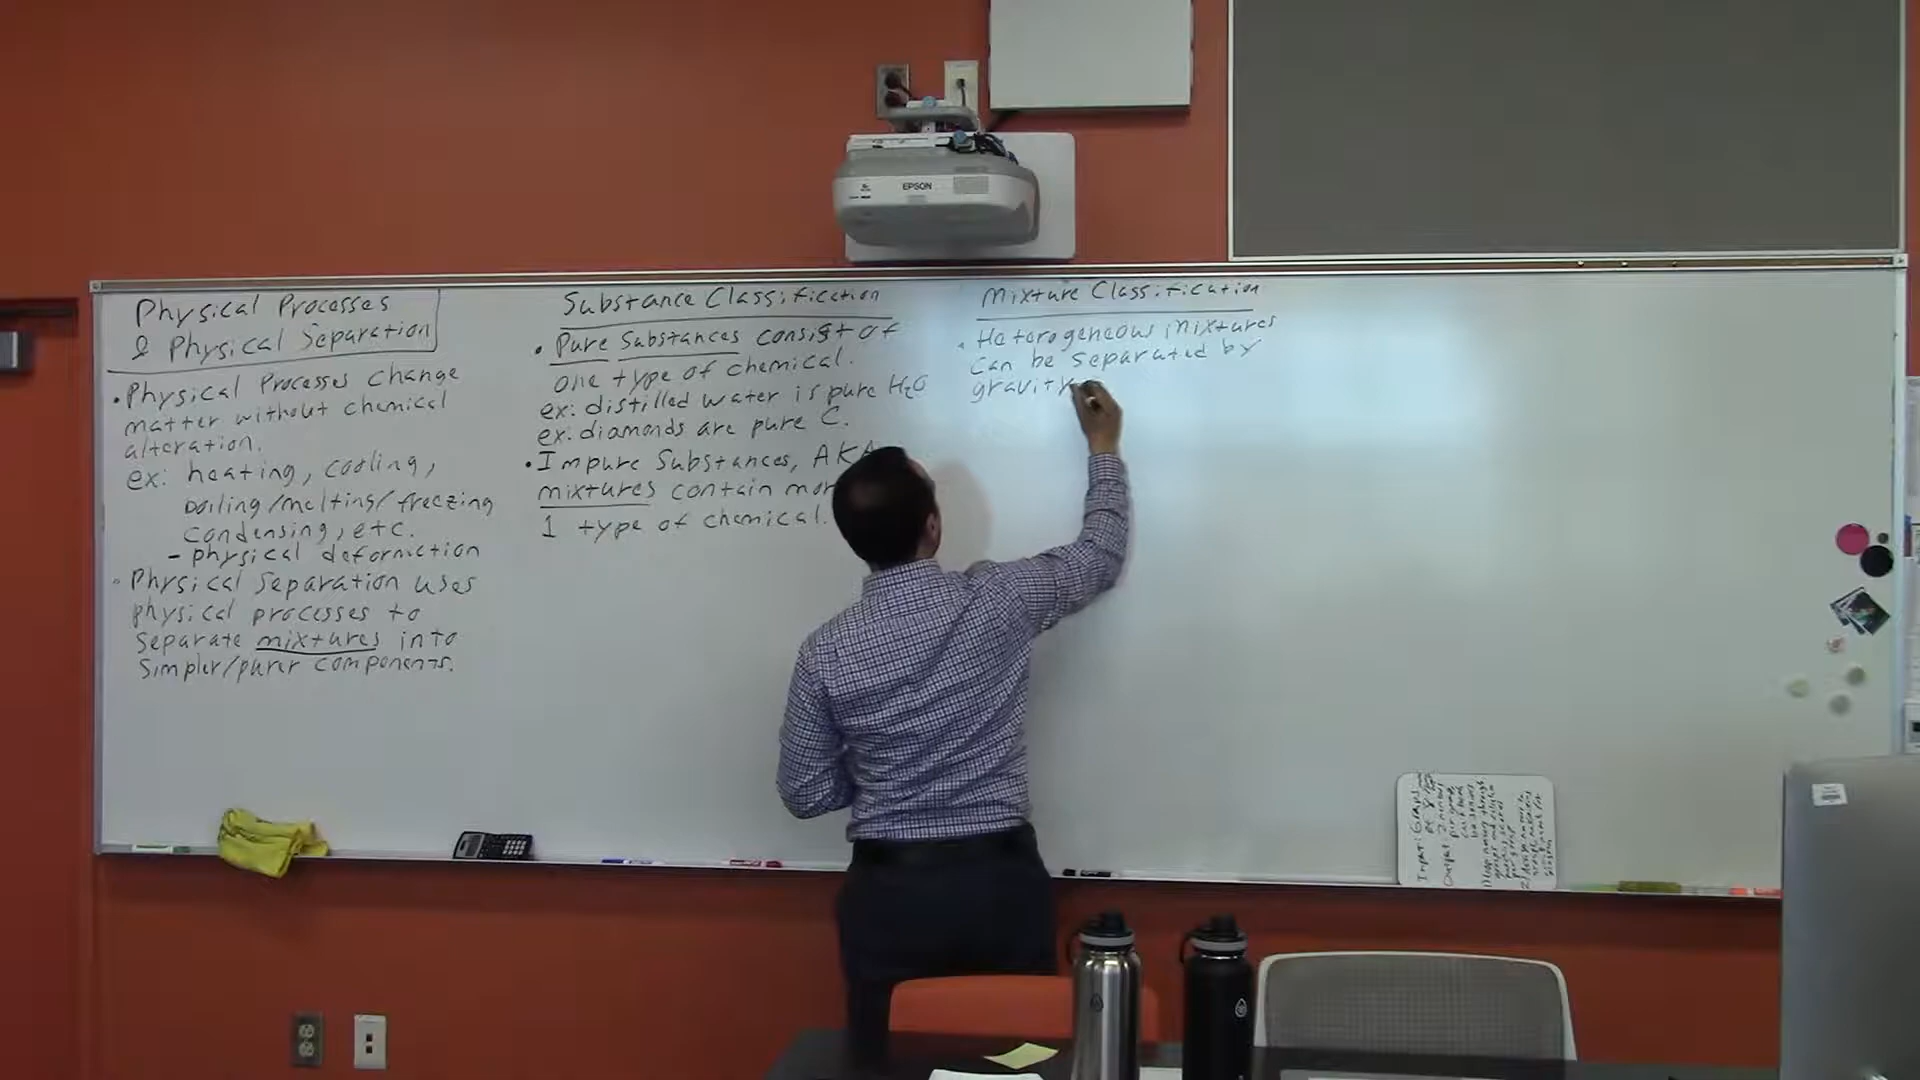 EPSON
Physical Processes
& Physical Separation
• Physical Processes change
matter without chemical
alteration.
ex: heating, cooling,
boiling/melting/freezing
condensing, etc.
- physical deformation
• Physical separation uses
physical processes to
separate mixtures into
simpler/purer components.
Substance Classification
• Pure Substances consist of
one type of chemical.
ex: distilled water is pure H2O
ex: diamonds are pure C.
• Impure Substances, AKA
mixtures contain mor
1 type of chemical.
Mixture Classification
• Heterogeneous mixtures
can be separated by
gravity